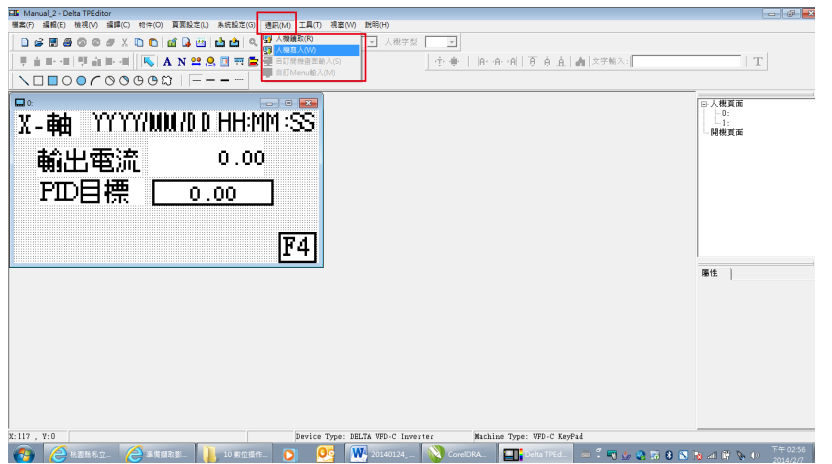 Manual_2 - Delta TPEditor
檔案(F) 編輯(E) 檢視(V) 編譯(C) 物件(O) 頁面設定(L) 系統設定(G) 通訊(M) 工具(T) 視窗(W) 說明(H)
人機讀取(R)
人機寫入(W)
自訂開機畫面輸入(S)
自訂Menu輸入(M)
人機字型
文字輸入:
0:
X-軸 YYYY/MM/DD HH:MM:SS
輸出電流 0.00
PID目標 0.00
F4
人機頁面
0:
1:
開機頁面
屬性
X:117 , Y:0 Device Type: DELTA VFD-C Inverter Machine Type: VFD-C KeyPad
桃園縣私立... 10 數位操作... 20140124_... CorelDRA... Delta TPEd...
下午 02:56
2014/2/7